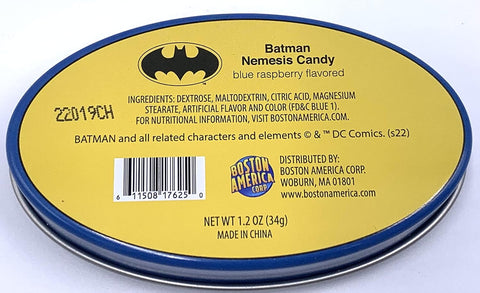 Batman
Nemesis Candy
blue raspberry flavored
22019CH
INGREDIENTS: DEXTROSE, MALTODEXTRIN, CITRIC ACID, MAGNESIUM
STEARATE, ARTIFICIAL FLAVOR AND COLOR (FD&C BLUE 1).
FOR NUTRITIONAL INFORMATION, VISIT BOSTONAMERICA.COM.
BATMAN and all related characters and elements © & ™ DC Comics. (s22)
6 11508 17625 0
BOSTON
AMERICA
CORP
DISTRIBUTED BY:
BOSTON AMERICA CORP.
WOBURN, MA 01801
www.bostonamerica.com
NET WT 1.2 OZ (34g)
MADE IN CHINA